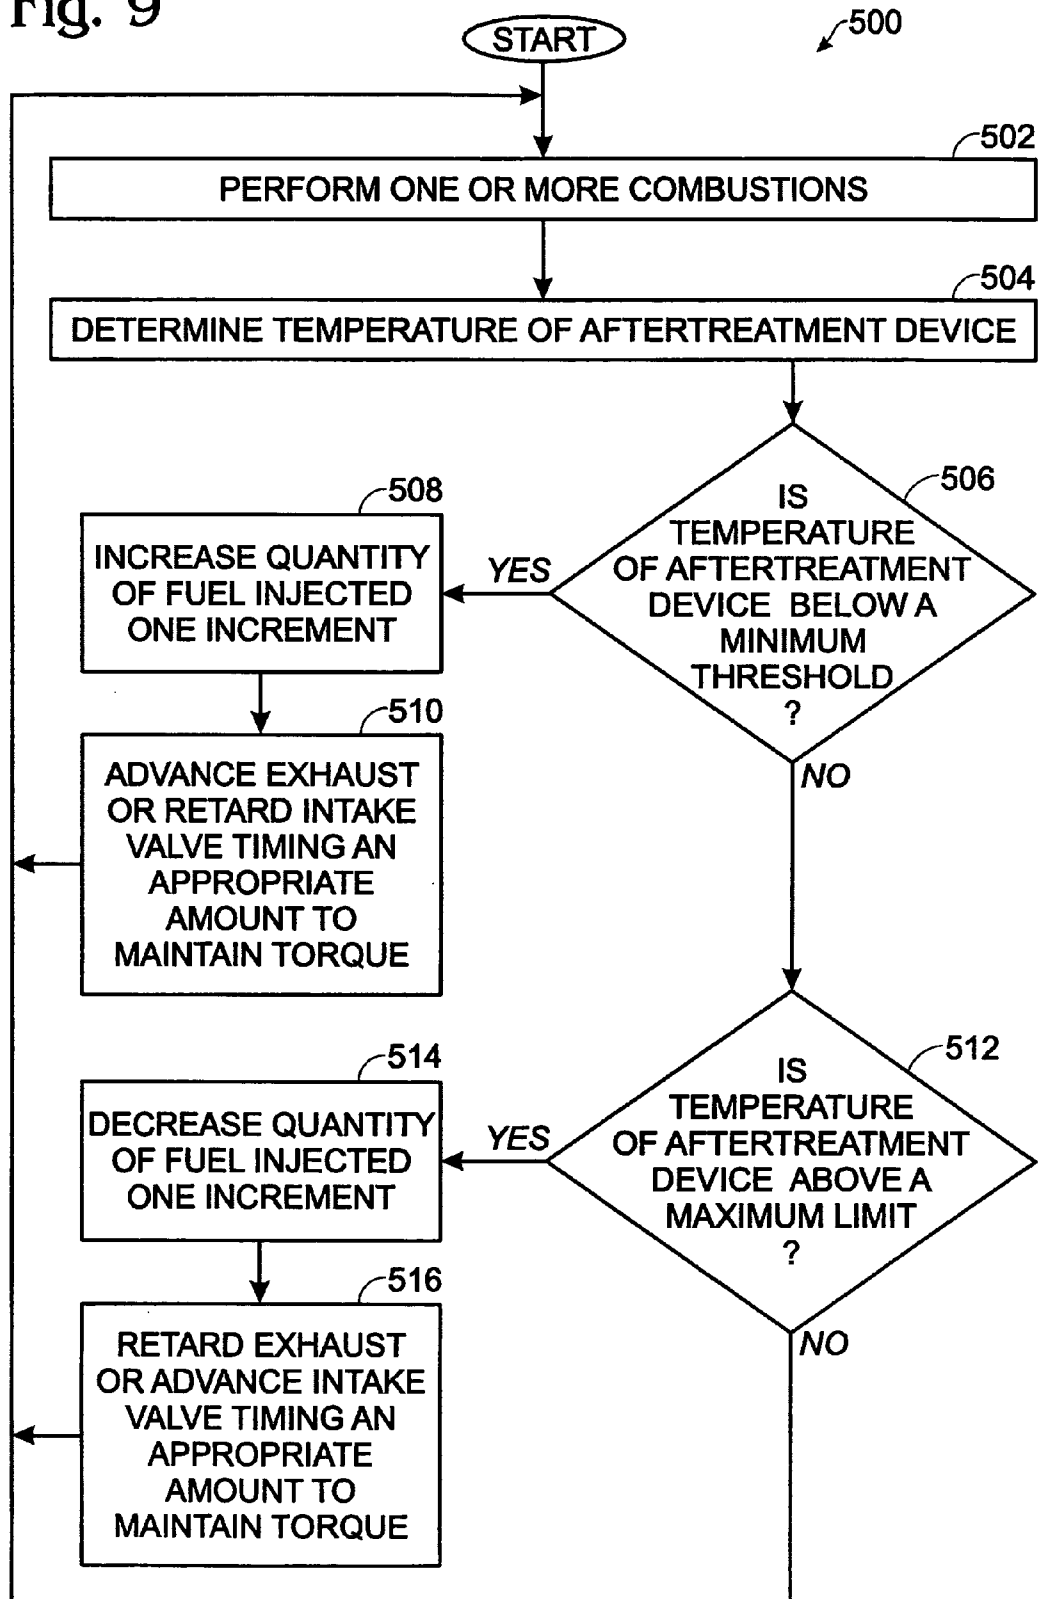 Fig. 9
START
500
502
PERFORM ONE OR MORE COMBUSTIONS
504
DETERMINE TEMPERATURE OF AFTERTREATMENT DEVICE
506
IS
TEMPERATURE
OF AFTERTREATMENT
DEVICE BELOW A
MINIMUM
THRESHOLD
?
YES
NO
508
INCREASE QUANTITY
OF FUEL INJECTED
ONE INCREMENT
510
ADVANCE EXHAUST
OR RETARD INTAKE
VALVE TIMING AN
APPROPRIATE
AMOUNT TO
MAINTAIN TORQUE
512
IS
TEMPERATURE
OF AFTERTREATMENT
DEVICE ABOVE A
MAXIMUM LIMIT
?
YES
NO
514
DECREASE QUANTITY
OF FUEL INJECTED
ONE INCREMENT
516
RETARD EXHAUST
OR ADVANCE INTAKE
VALVE TIMING AN
APPROPRIATE
AMOUNT TO
MAINTAIN TORQUE